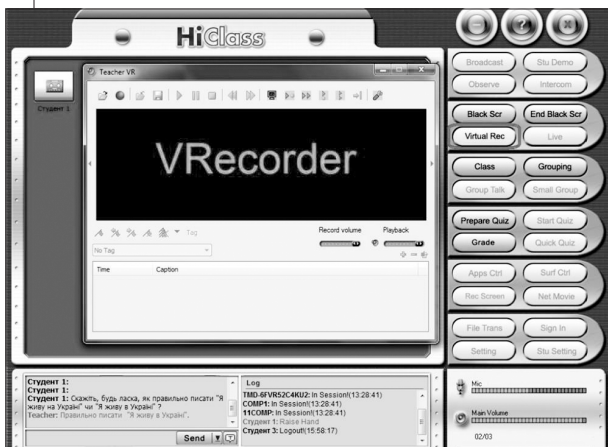 HiClass
Студент 1
Teacher VR
VRecorder
Tag
Record volume
Playback
No Tag
Time Caption
Broadcast Stu Demo
Observe Intercom
Black Scr End Black Scr
Virtual Rec Live
Class Grouping
Group Talk Small Group
Prepare Quiz Start Quiz
Grade Quick Quiz
Apps Ctrl Surf Ctrl
Rec Screen Net Movie
File Trans Sign In
Setting Stu Setting
Студент 1:
Студент 1:
Студент 1: Скажіть, будь ласка, як правильно писати "Я
живу на Україні" чи "Я живу в Україні" ?
Teacher: Правильно писати "Я живу в Україні".
Send
Log
TMD-6FVR52C4KU2: In Session!(13:28:41)
COMP1: In Session!(13:28:41)
11COMP: In Session!(13:28:41)
Студент 1: Raise Hand
Студент 3: Logout!(15:58:17)
Mic
Main Volume
02/03